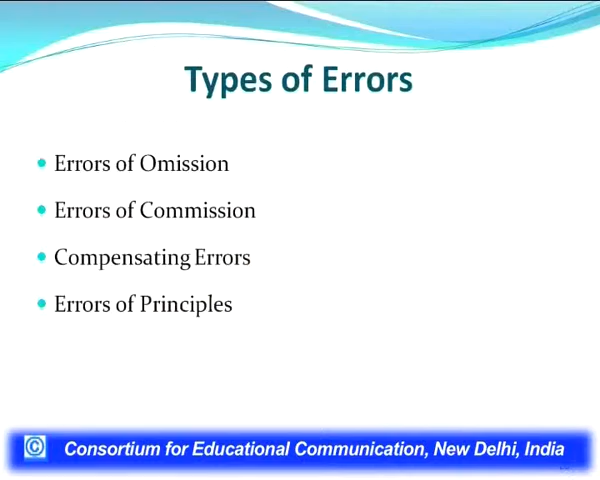 Types of Errors
Errors of Omission
Errors of Commission
Compensating Errors
Errors of Principles
© Consortium for Educational Communication, New Delhi, India